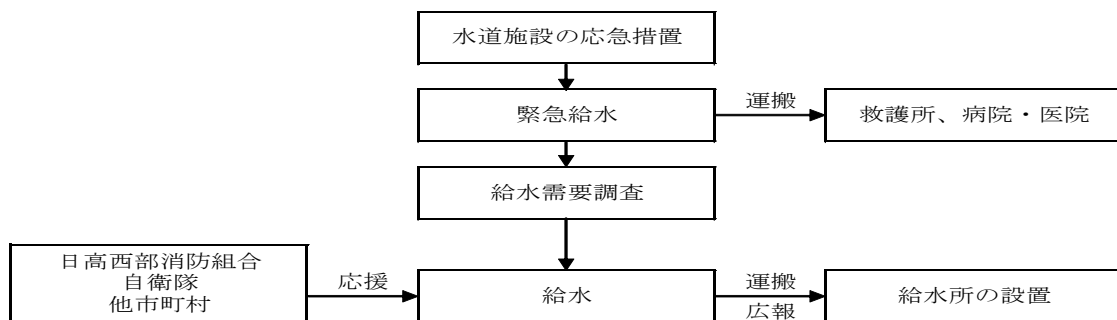 水道施設の応急措置
緊急給水
運搬
救護所、病院・医院
給水需要調査
日高西部消防組合
自衛隊
他市町村
応援
給水
運搬
広報
給水所の設置